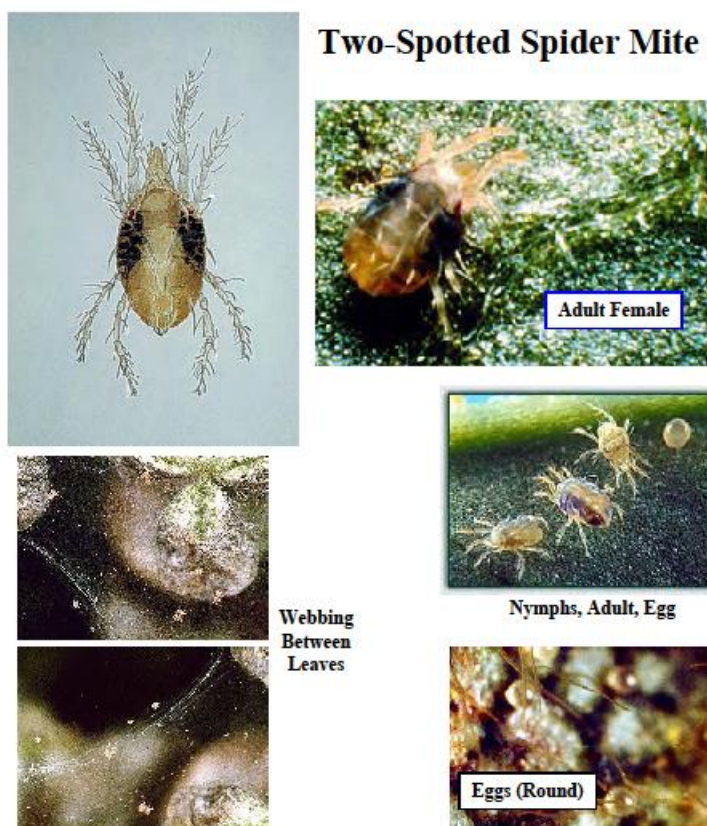 Two-Spotted Spider Mite
Adult Female
Nymphs, Adult, Egg
Webbing
Between
Leaves
Eggs (Round)